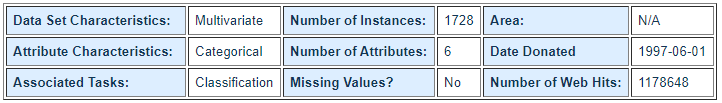 Data Set Characteristics: Multivariate Number of Instances: 1728 Area: N/A
Attribute Characteristics: Categorical Number of Attributes: 6 Date Donated 1997-06-01
Associated Tasks: Classification Missing Values? No Number of Web Hits: 1178648